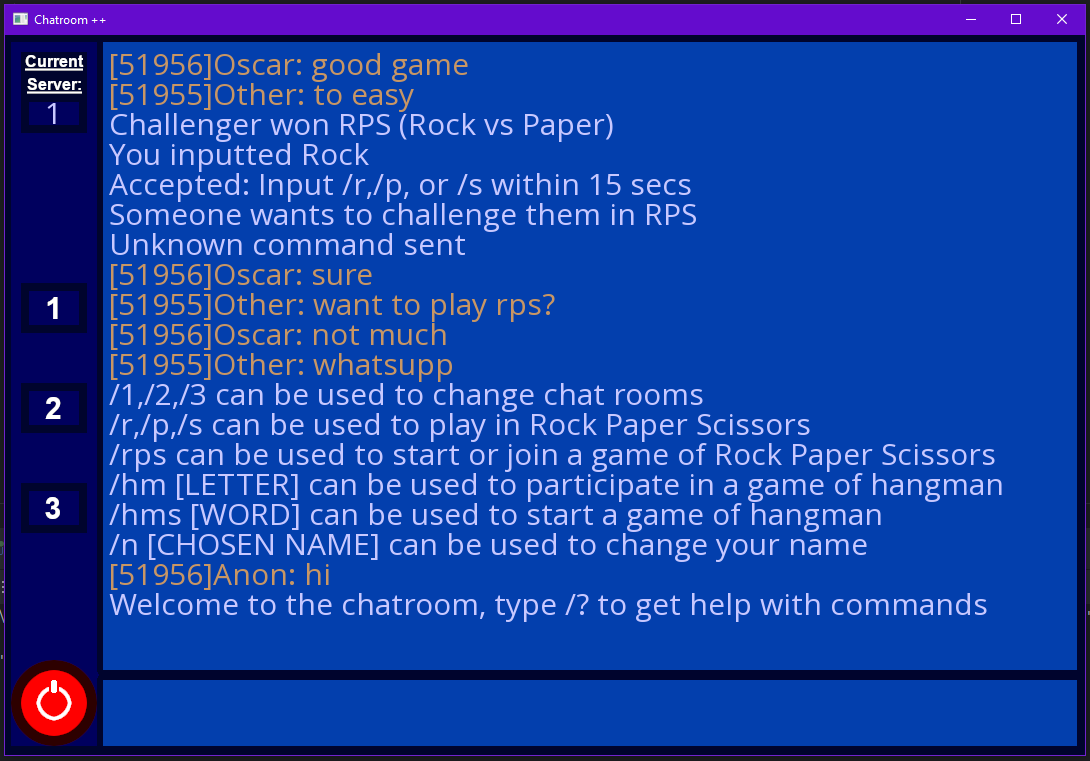 Chatroom ++
Current
Server:
1
1
2
3
[51956]Oscar: good game
[51955]Other: to easy
Challenger won RPS (Rock vs Paper)
You inputted Rock
Accepted: Input /r,/p, or /s within 15 secs
Someone wants to challenge them in RPS
Unknown command sent
[51956]Oscar: sure
[51955]Other: want to play rps?
[51956]Oscar: not much
[51955]Other: whatsupp
/1,/2,/3 can be used to change chat rooms
/r,/p,/s can be used to play in Rock Paper Scissors
/rps can be used to start or join a game of Rock Paper Scissors
/hm [LETTER] can be used to participate in a game of hangman
/hms [WORD] can be used to start a game of hangman
/n [CHOSEN NAME] can be used to change your name
[51956]Anon: hi
Welcome to the chatroom, type /? to get help with commands